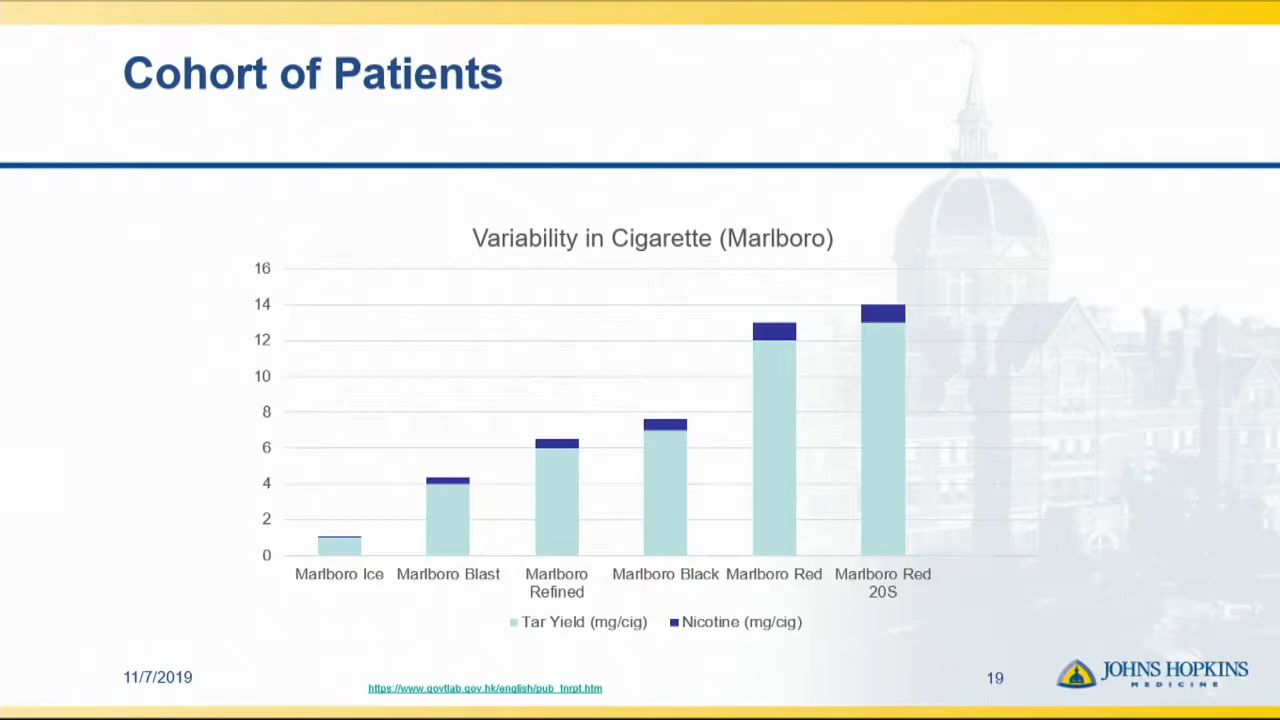 Cohort of Patients
Variability in Cigarette (Marlboro)
16
14
12
10
8
6
4
2
0
Marlboro Ice
Marlboro Blast
Marlboro
Refined
Marlboro Black
Marlboro Red
Marlboro Red
20S
Tar Yield (mg/cig)
Nicotine (mg/cig)
11/7/2019
https://www.govtlab.gov.hk/english/pub_tnrpt.htm
19
JOHNS HOPKINS
MEDICINE